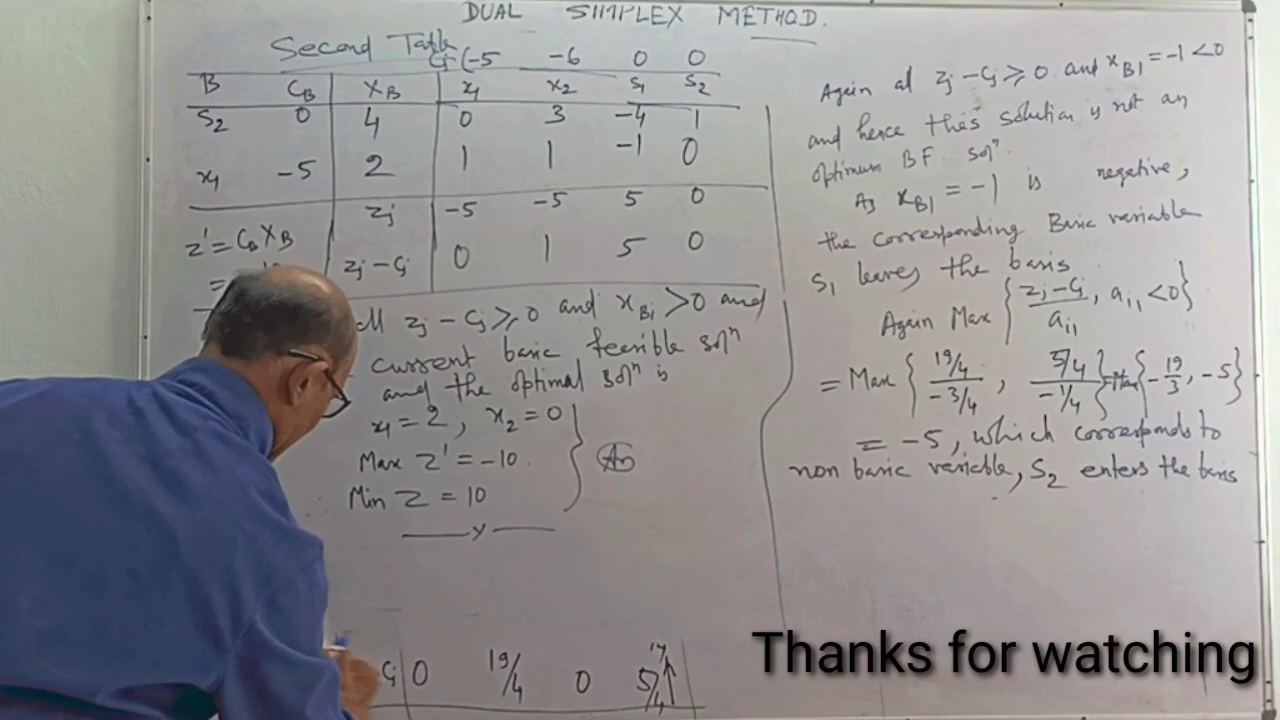 DUAL SIMPLEX METHOD.
Second Table
Cj (-5 -6 0 0
B CB XB x1 x2 s1 s2
S2 0 4 0 3 -4 1
x1 -5 2 1 1 -1 0
zj -5 -5 5 0
z' = CB XB
=
zj - cj 0 1 5 0
zj - cj ≥ 0 and xBi > 0 and
current basic feasible solⁿ
and the optimal solⁿ is
x1 = 2, x2 = 0
Max z' = -10.
Min Z = 10
Cj 0 19/4 0 5/4 ↑
Again al zj - cj ≥ 0 and xB1 = -1 < 0
and hence this solution is not an
optimum BF solⁿ.
As xB1 = -1 is negative,
the corresponding Basic variable
S1 leaves the basis
Again Max { zj - cj / ai1, ai1 < 0 }
= Max { 19/4 / -3/4, 5/4 / -1/4 } = Max { -19/3, -5 }
= -5, which corresponds to
non basic variable, S2 enters the basis
Thanks for watching